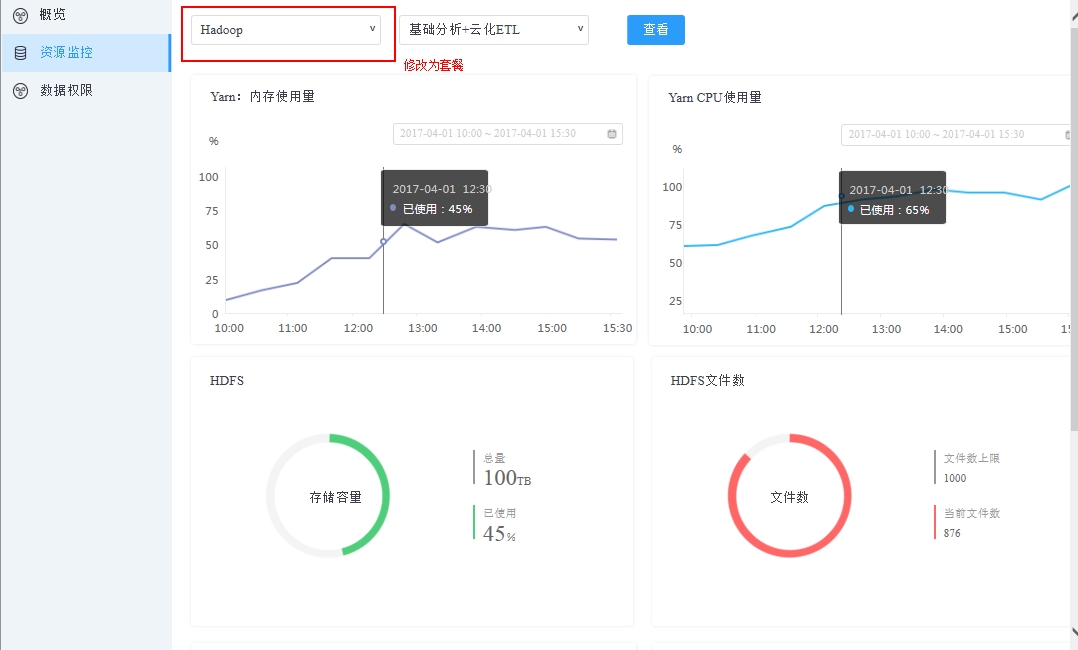 概览
资源监控
数据权限
Hadoop
基础分析+云化ETL
查看
修改为套餐
Yarn：内存使用量
2017-04-01 10:00 ~ 2017-04-01 15:30
%
100
75
50
25
0
2017-04-01 12:30
已使用：45%
10:00 11:00 12:00 13:00 14:00 15:00 15:30
Yarn CPU使用量
2017-04-01 10:00 ~ 2017-04-01 15:30
%
100
75
50
25
2017-04-01 12:30
已使用：65%
10:00 11:00 12:00 13:00 14:00 15:00
HDFS
存储容量
总量
100TB
已使用
45%
HDFS文件数
文件数
文件数上限
1000
当前文件数
876